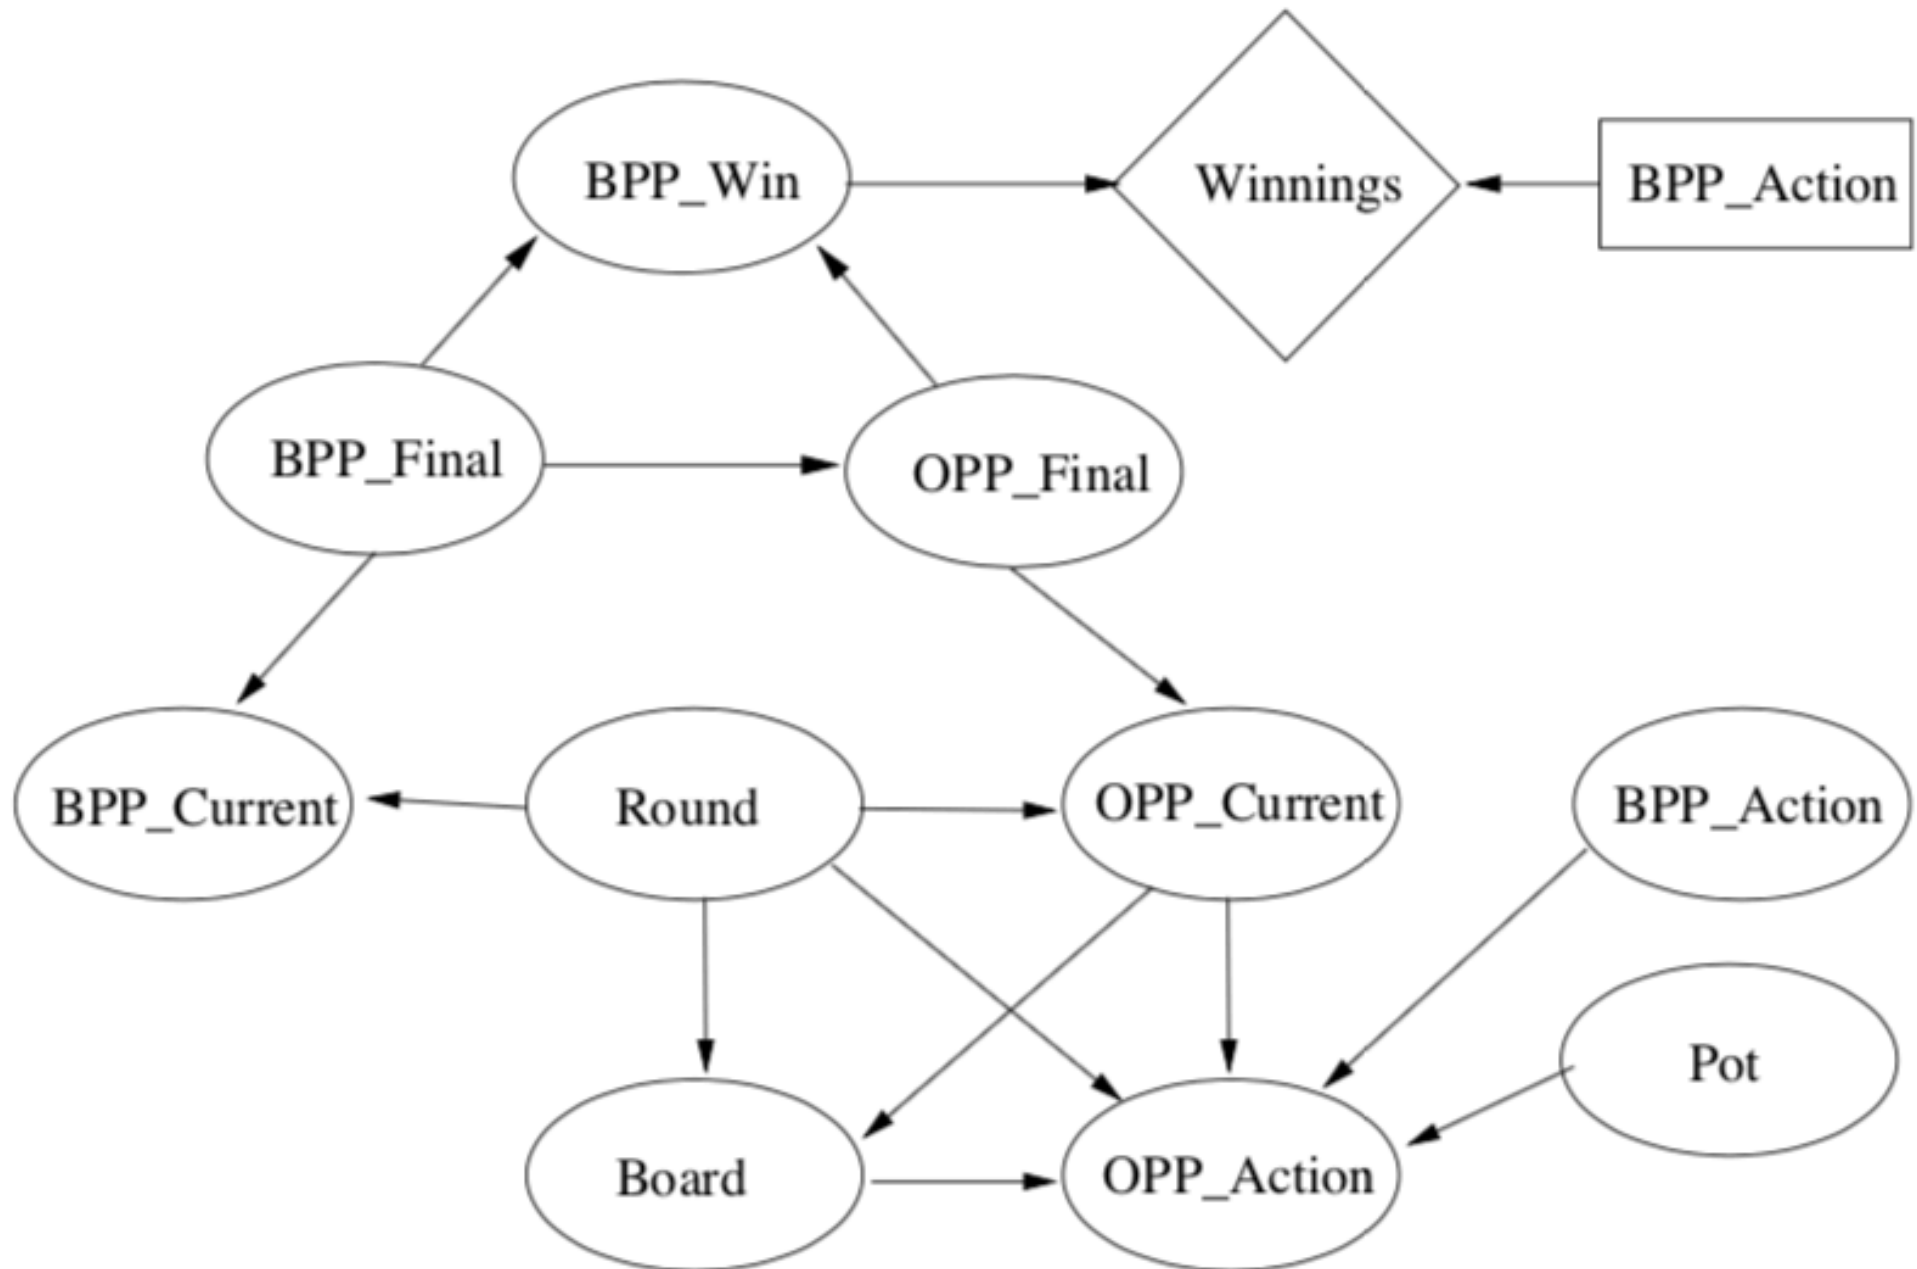 BPP_Win
Winnings
BPP_Action
BPP_Final
OPP_Final
BPP_Current
Round
OPP_Current
BPP_Action
Pot
Board
OPP_Action